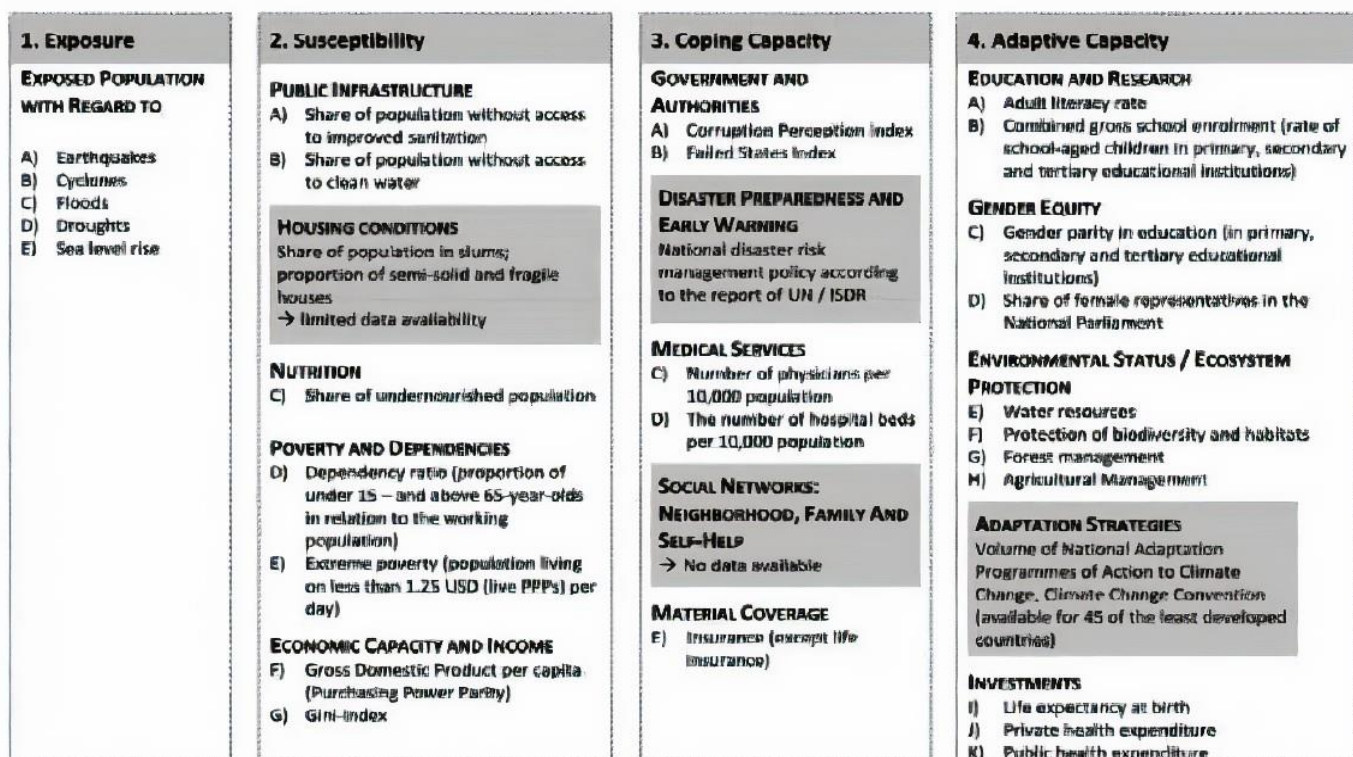 1. Exposure
EXPOSED POPULATION
WITH REGARD TO
A) Earthquakes
B) Cyclones
C) Floods
D) Droughts
E) Sea level rise
2. Susceptibility
PUBLIC INFRASTRUCTURE
A) Share of population without access
to improved sanitation
B) Share of population without access
to clean water
HOUSING CONDITIONS
Share of population in slums;
proportion of semi-solid and fragile
houses
→ limited data availability
NUTRITION
C) Share of undernourished population
POVERTY AND DEPENDENCIES
D) Dependency ratio (proportion of
under 15 – and above 65-year-olds
in relation to the working
population)
E) Extreme poverty (population living
on less than 1.25 USD (live PPPs) per
day)
ECONOMIC CAPACITY AND INCOME
F) Gross Domestic Product per capita
(Purchasing Power Parity)
G) Gini-Index
3. Coping Capacity
GOVERNMENT AND
AUTHORITIES
A) Corruption Perception Index
B) Failed States Index
DISASTER PREPAREDNESS AND
EARLY WARNING
National disaster risk
management policy according
to the report of UN / ISDR
MEDICAL SERVICES
C) Number of physicians per
10,000 population
D) The number of hospital beds
per 10,000 population
SOCIAL NETWORKS:
NEIGHBORHOOD, FAMILY AND
SELF-HELP
→ No data available
MATERIAL COVERAGE
E) Insurance (except life
insurance)
4. Adaptive Capacity
EDUCATION AND RESEARCH
A) Adult literacy rate
B) Combined gross school enrolment (rate of
school-aged children in primary, secondary
and tertiary educational institutions)
GENDER EQUITY
C) Gender parity in education (in primary,
secondary and tertiary educational
institutions)
D) Share of female representatives in the
National Parliament
ENVIRONMENTAL STATUS / ECOSYSTEM
PROTECTION
E) Water resources
F) Protection of biodiversity and habitats
G) Forest management
H) Agricultural Management
ADAPTATION STRATEGIES
Volume of National Adaptation
Programmes of Action to Climate
Change, Climate Change Convention
(available for 45 of the least developed
countries)
INVESTMENTS
I) Life expectancy at birth
J) Private health expenditure
K) Public health expenditure